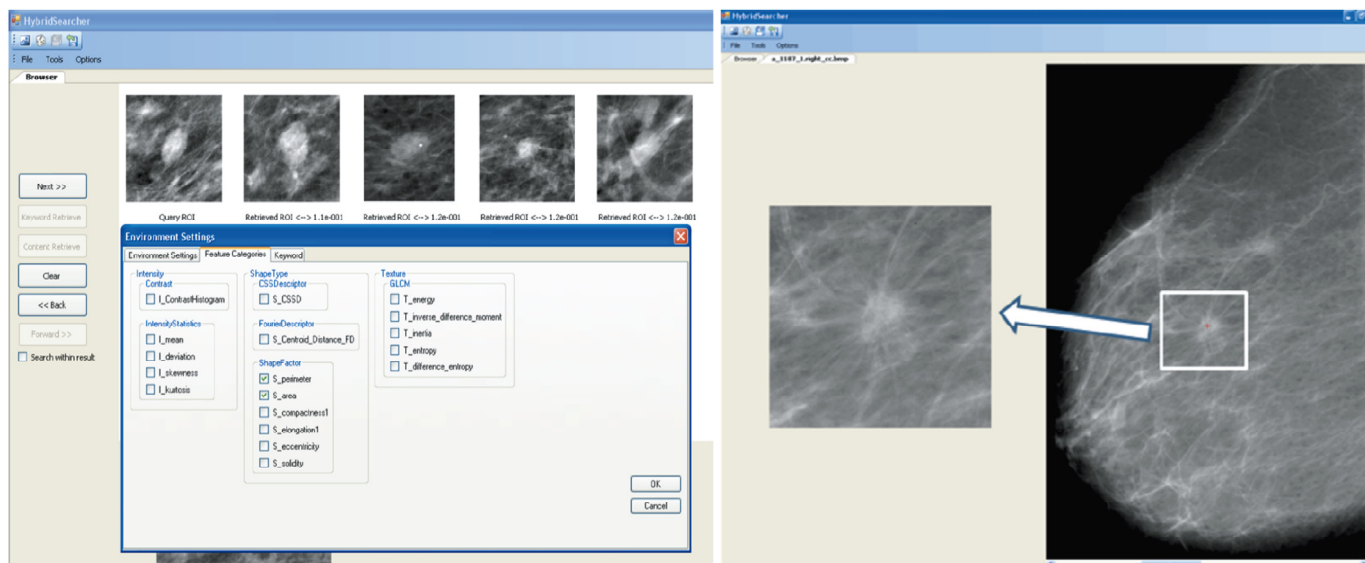 HybridSearcher
File Tools Options
Browser
Next >>
Keyword Retrieve
Content Retrieve
Clear
<< Back
Forward >>
Search within result
Query ROI
Retrieved ROI <--> 1.1e-001
Retrieved ROI <--> 1.2e-001
Retrieved ROI <--> 1.2e-001
Retrieved ROI <--> 1.2e-001
Environment Settings
Environment Settings Feature Categories Keyword
Intensity
Contrast
I_ContrastHistogram
IntensityStatistics
I_mean
I_deviation
I_skewness
I_kurtosis
ShapeType
CSSDescriptor
S_CSSD
FourierDescriptor
S_Centroid_Distance_FD
ShapeFactor
S_perimeter
S_area
S_compactness1
S_elongation1
S_eccentricity
S_solidity
Texture
GLCM
T_energy
T_inverse_difference_moment
T_inertia
T_entropy
T_difference_entropy
OK
Cancel
HybridSearcher
File Tools Options
Browser a_1187_1.right_cc.bmp